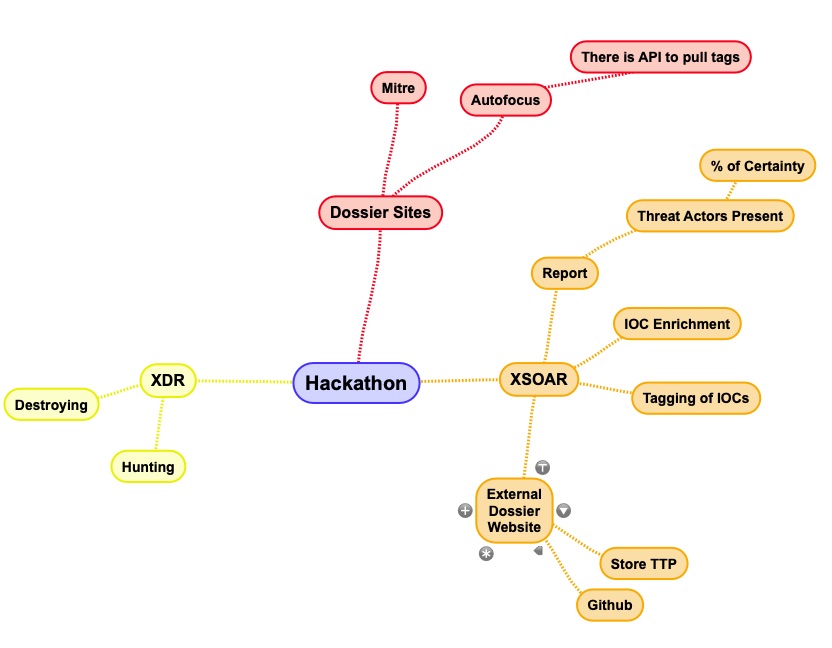 There is API to pull tags
Mitre
Autofocus
% of Certainty
Dossier Sites
Threat Actors Present
Report
IOC Enrichment
XDR
Hackathon
XSOAR
Destroying
Tagging of IOCs
Hunting
External
Dossier
Website
Store TTP
Github